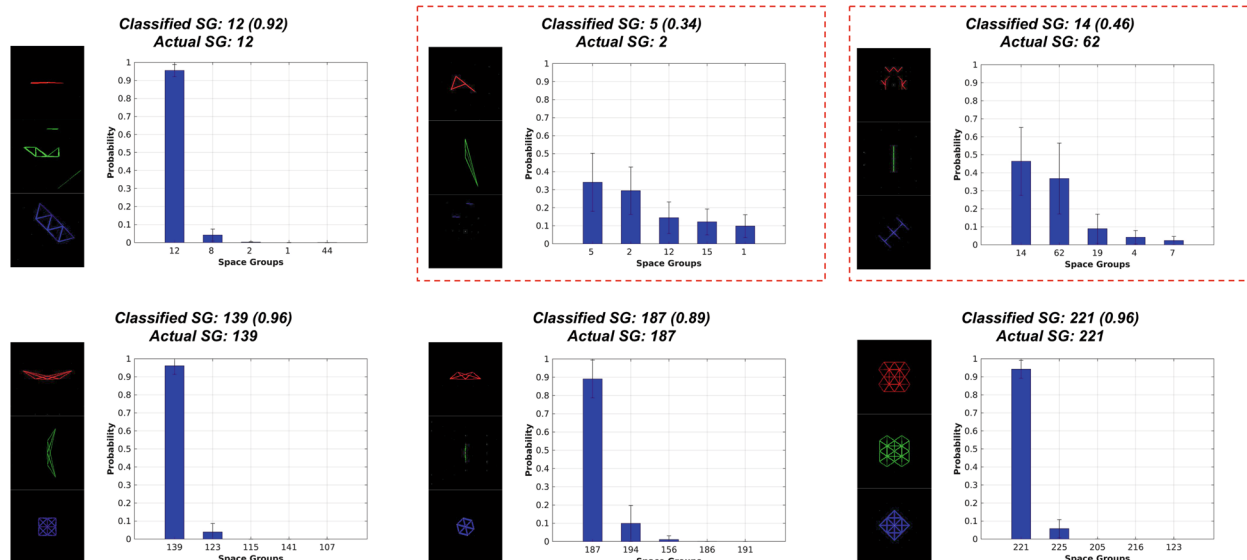 Classified SG: 12 (0.92)
Actual SG: 12
1
0.9
0.8
0.7
0.6
0.5
0.4
0.3
0.2
0.1
0
Probability
12 8 2 1 44
Space Groups
Classified SG: 5 (0.34)
Actual SG: 2
1
0.9
0.8
0.7
0.6
0.5
0.4
0.3
0.2
0.1
0
Probability
5 2 12 15 1
Space Groups
Classified SG: 14 (0.46)
Actual SG: 62
1
0.9
0.8
0.7
0.6
0.5
0.4
0.3
0.2
0.1
0
Probability
14 62 19 4 7
Space Groups
Classified SG: 139 (0.96)
Actual SG: 139
1
0.9
0.8
0.7
0.6
0.5
0.4
0.3
0.2
0.1
0
Probability
139 123 115 141 107
Space Groups
Classified SG: 187 (0.89)
Actual SG: 187
1
0.9
0.8
0.7
0.6
0.5
0.4
0.3
0.2
0.1
0
Probability
187 194 156 186 191
Space Groups
Classified SG: 221 (0.96)
Actual SG: 221
1
0.9
0.8
0.7
0.6
0.5
0.4
0.3
0.2
0.1
0
Probability
221 225 205 216 123
Space Groups